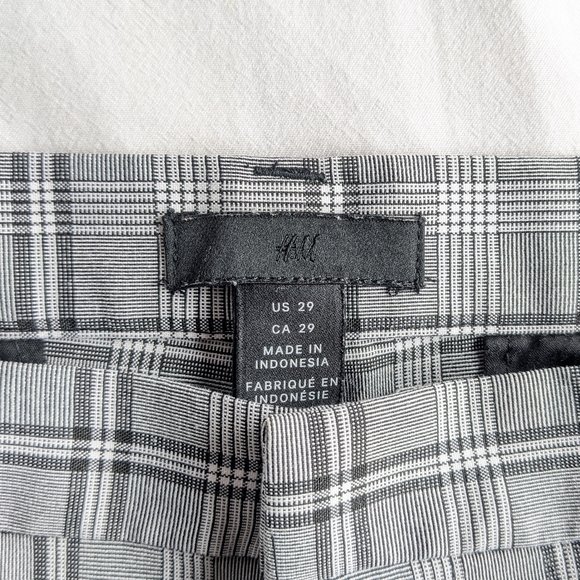 H&M
US 29
CA 29
MADE IN
INDONESIA
FABRIQUÉ EN
INDONÉSIE